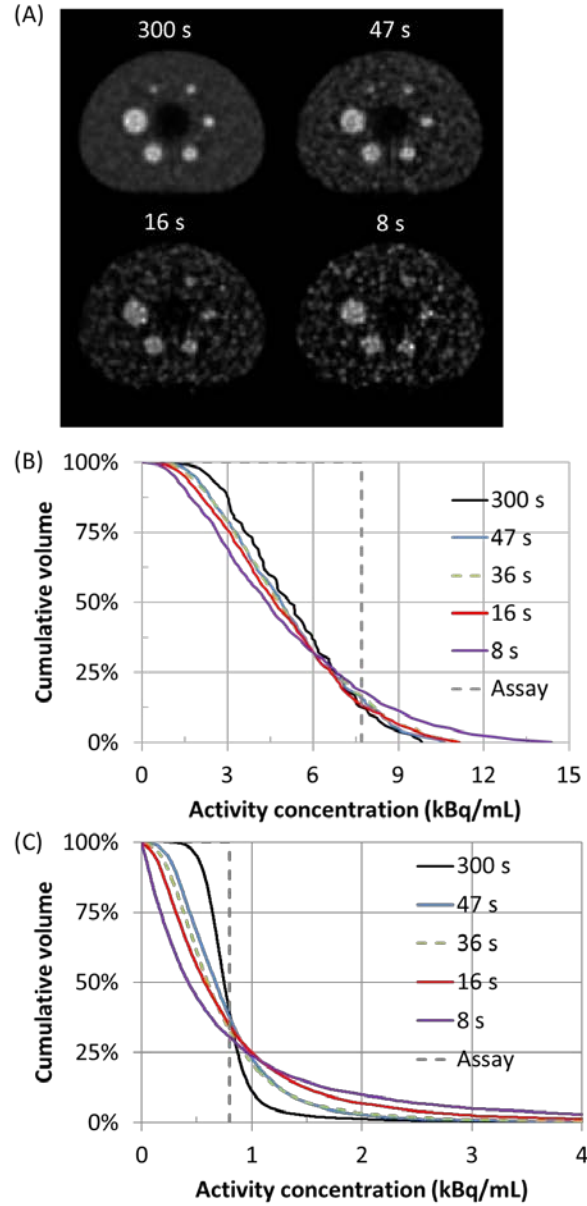 (A)
300 s 47 s
16 s 8 s
(B)
100%
75%
50%
25%
0%
Cumulative volume
300 s
47 s
36 s
16 s
8 s
Assay
0 3 6 9 12 15
Activity concentration (kBq/mL)
(C)
100%
75%
50%
25%
0%
Cumulative volume
300 s
47 s
36 s
16 s
8 s
Assay
0 1 2 3 4
Activity concentration (kBq/mL)